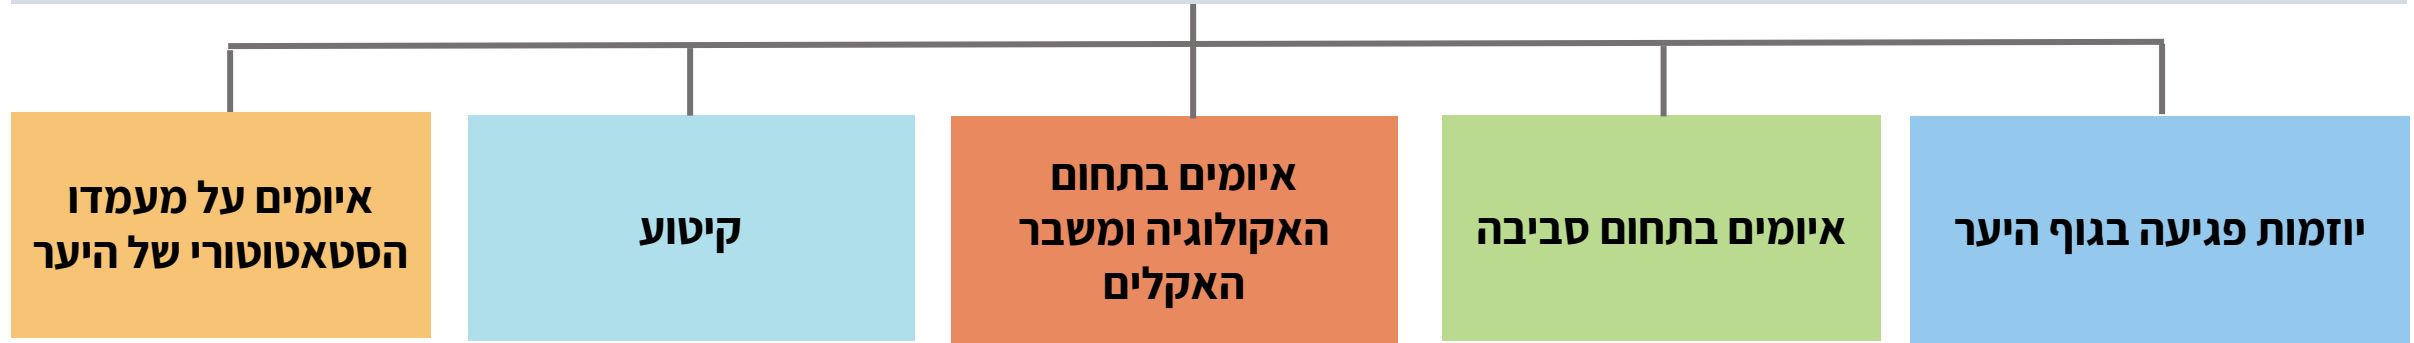 יוזמות פגיעה בגוף היער
איומים בתחום סביבה
איומים בתחום
האקולוגיה ומשבר
האקלים
קיטוע
איומים על מעמדו
הסטאטוטורי של היער